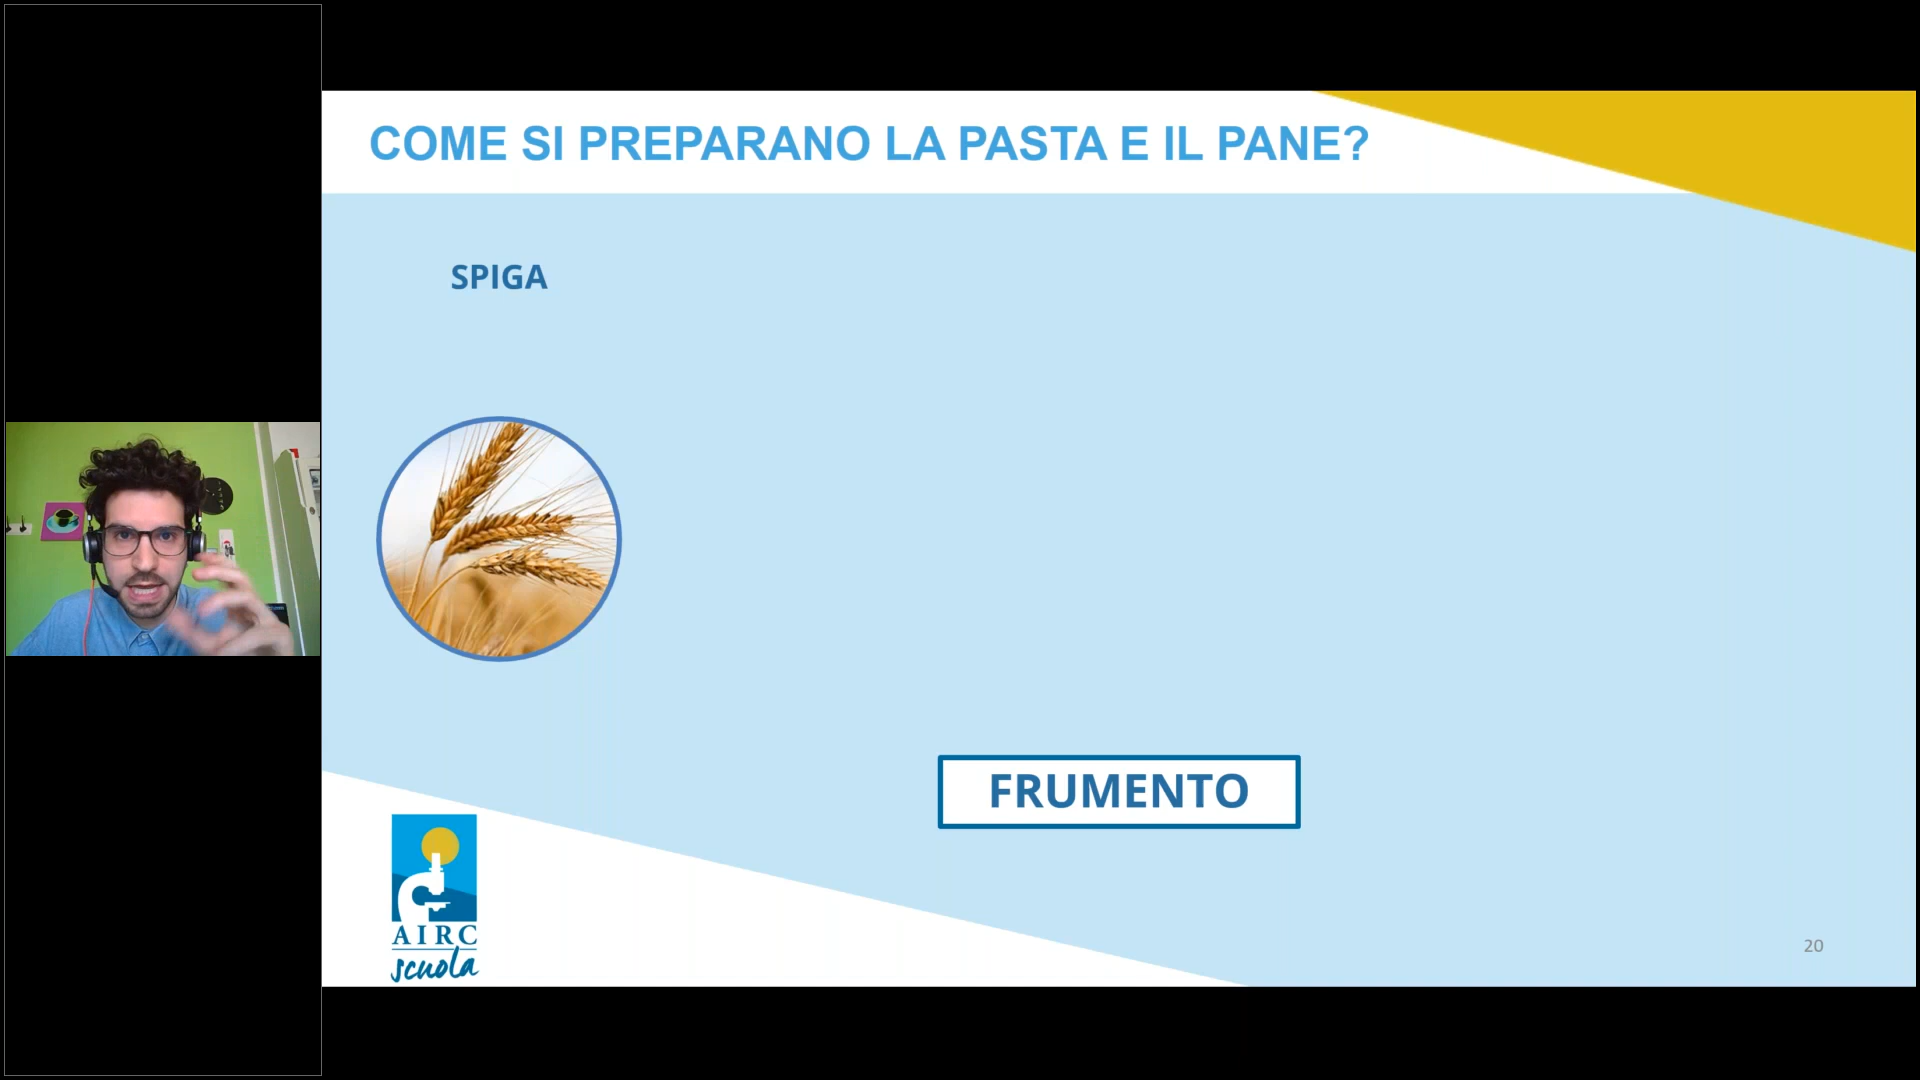 COME SI PREPARANO LA PASTA E IL PANE?
SPIGA
FRUMENTO
AIRC
scuola
20